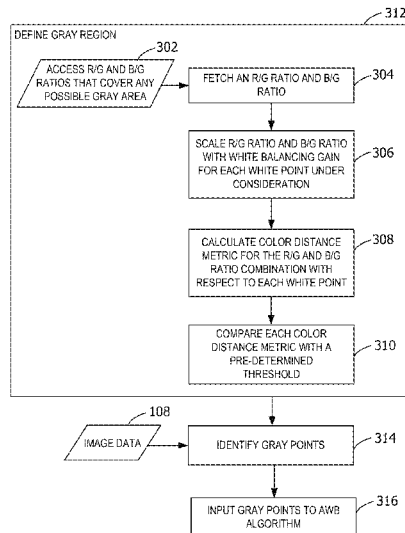 312
DEFINE GRAY REGION
302
ACCESS R/G AND B/G
RATIOS THAT COVER ANY
POSSIBLE GRAY AREA
FETCH AN R/G RATIO AND B/G
RATIO
304
SCALE R/G RATIO AND B/G RATIO
WITH WHITE BALANCING GAIN
FOR EACH WHITE POINT UNDER
CONSIDERATION
306
CALCULATE COLOR DISTANCE
METRIC FOR THE R/G AND B/G
RATIO COMBINATION WITH
RESPECT TO EACH WHITE POINT
308
COMPARE EACH COLOR
DISTANCE METRIC WITH A
PRE-DETERMINED
THRESHOLD
310
108
IMAGE DATA
IDENTIFY GRAY POINTS
314
INPUT GRAY POINTS TO AWB
ALGORITHM
316